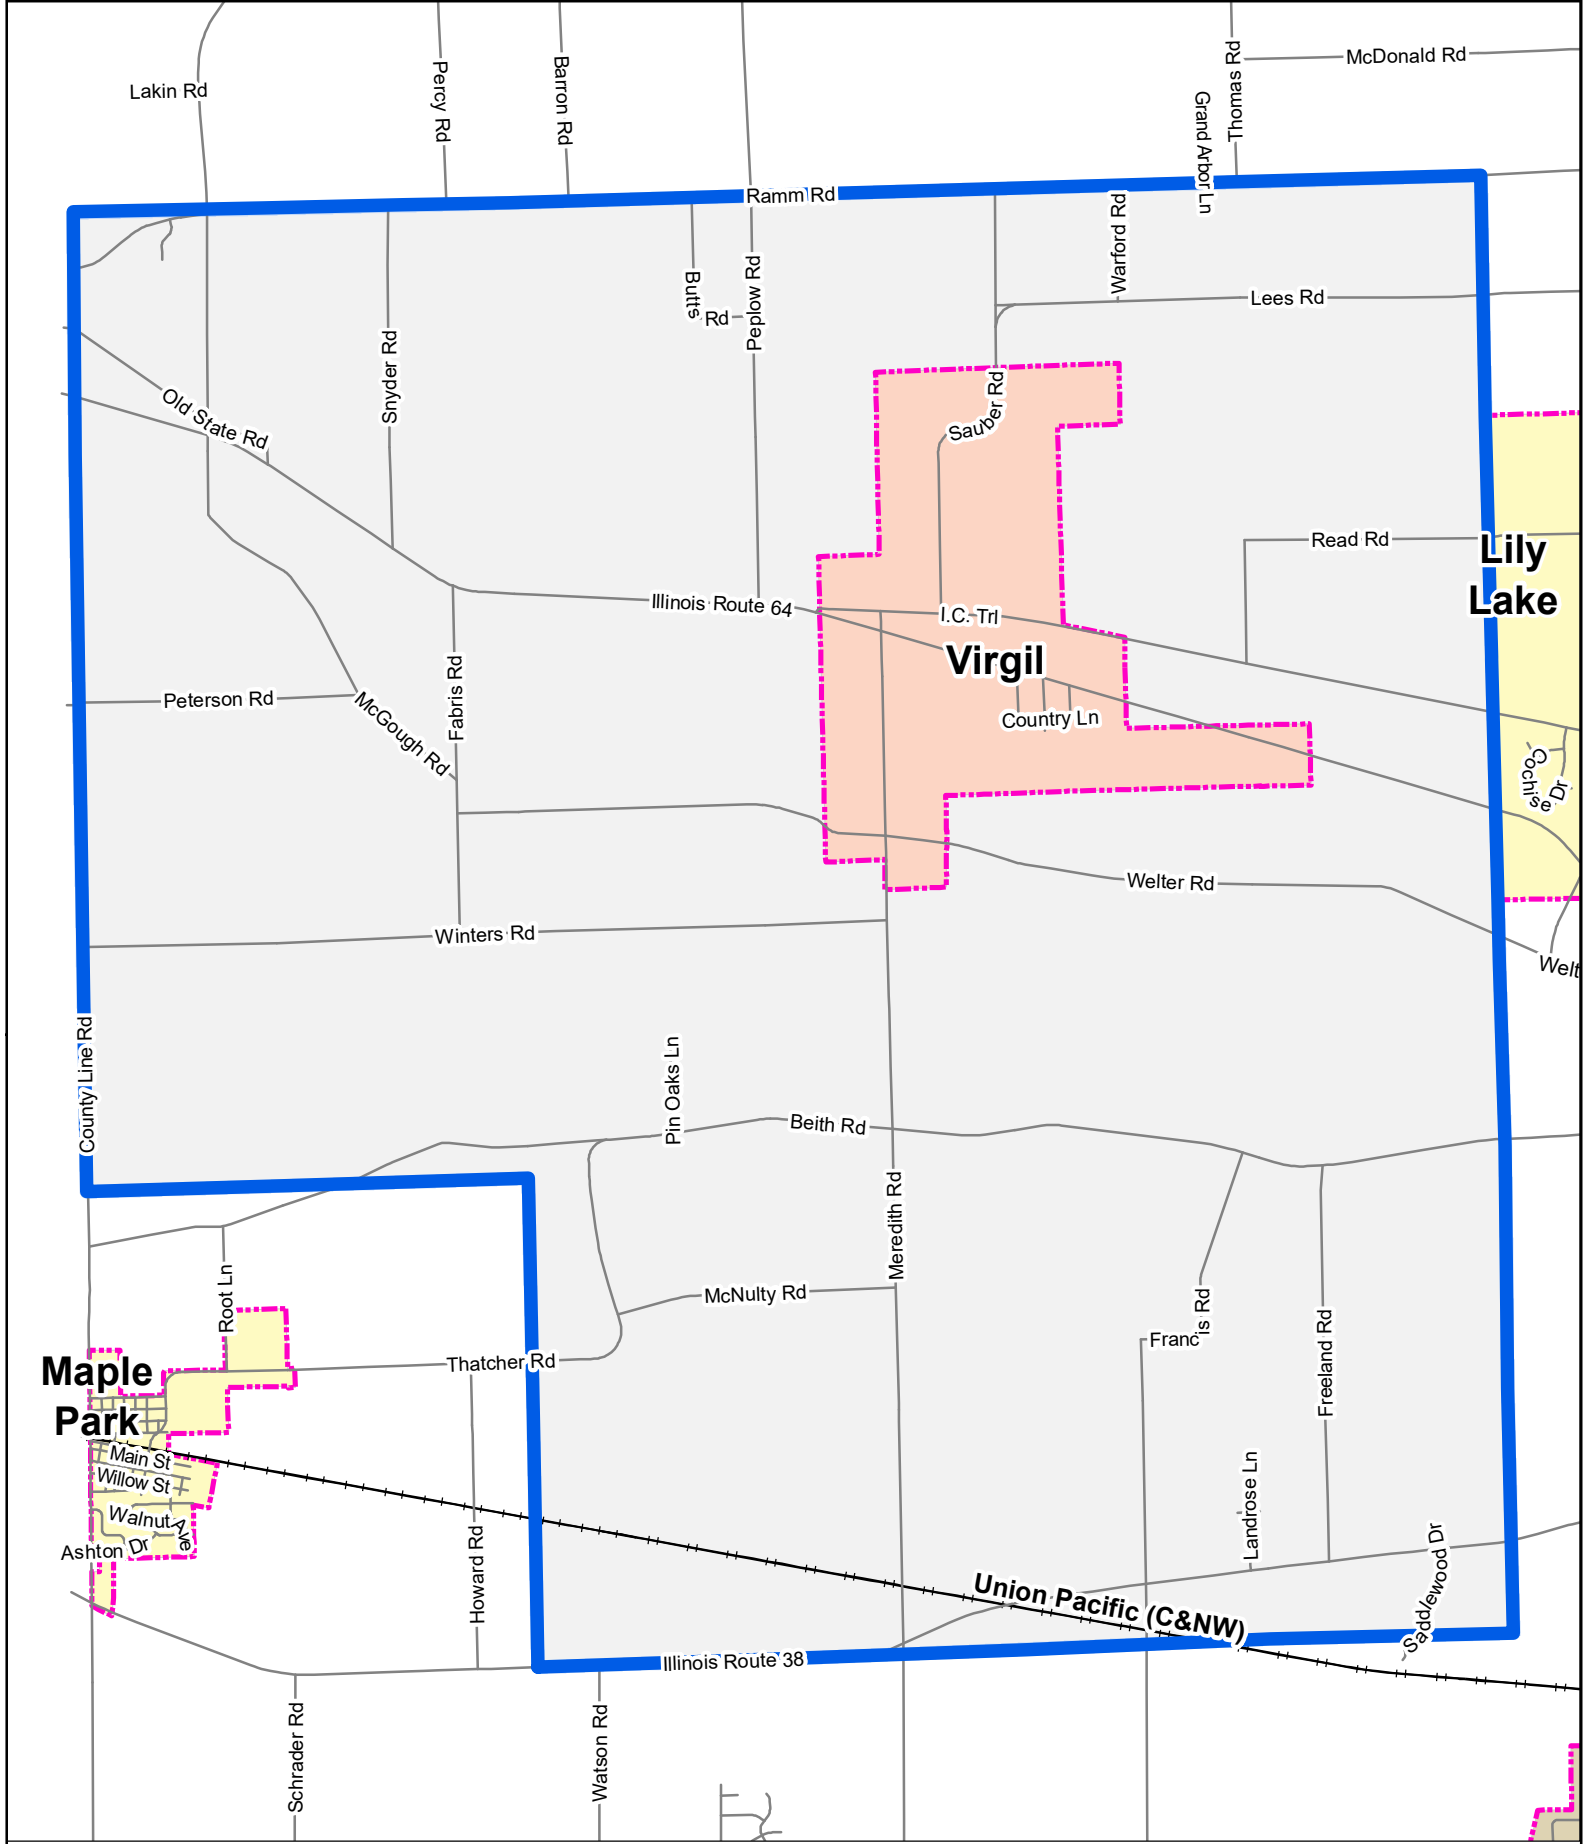 McDonald Rd
Thomas Rd
Grand Arbor Ln
Lakin Rd
Percy Rd
Barron Rd
Ramm Rd
Warford Rd
Butts Rd
Peplow Rd
Lees Rd
Snyder Rd
Old State Rd
Sauber Rd
Read Rd
Lily
Lake
Illinois Route 64
I.C. Trl
Virgil
Country Ln
Peterson Rd
McGough Rd
Fabris Rd
Cochise Dr
Welter Rd
Winters Rd
Welt
County Line Rd
Pin Oaks Ln
Beith Rd
Meredith Rd
Root Ln
McNulty Rd
Francis Rd
Freeland Rd
Thatcher Rd
Maple
Park
Main St
Willow St
Walnut Ave
Ashton Dr
Howard Rd
Landrose Ln
Saddlewood Dr
Union Pacific (C&NW)
Illinois Route 38
Schrader Rd
Watson Rd